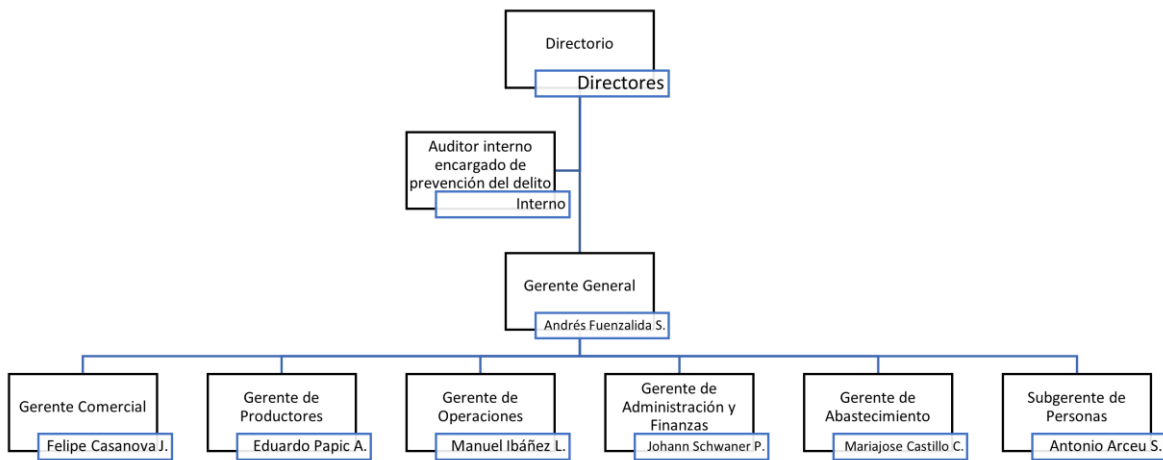 Directorio
Directores
Auditor interno
encargado de
prevención del delito
Interno
Gerente General
Andrés Fuenzalida S.
Gerente Comercial
Felipe Casanova J.
Gerente de
Productores
Eduardo Papic A.
Gerente de
Operaciones
Manuel Ibáñez L.
Gerente de
Administración y
Finanzas
Johann Schwaner P.
Gerente de
Abastecimiento
Mariajose Castillo C.
Subgerente de
Personas
Antonio Arceu S.